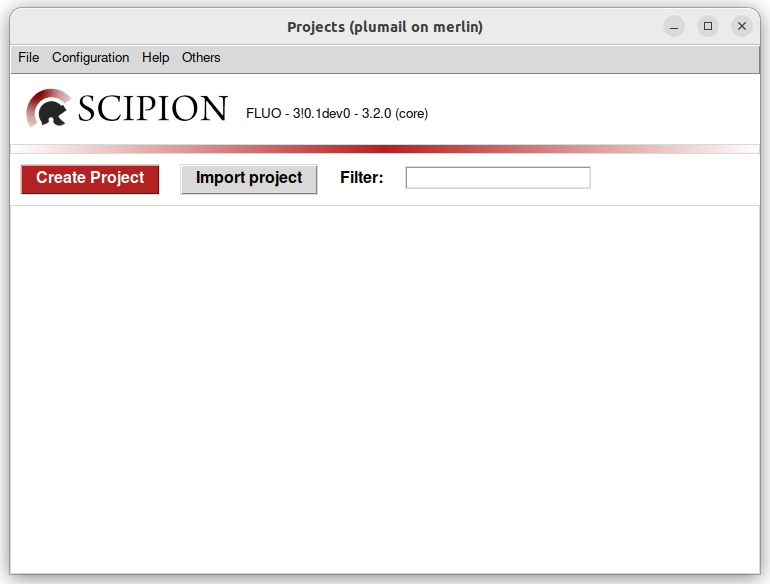 Projects (plumail on merlin)
File Configuration Help Others
SCIPION FLUO - 3!0.1dev0 - 3.2.0 (core)
Create Project Import project Filter: